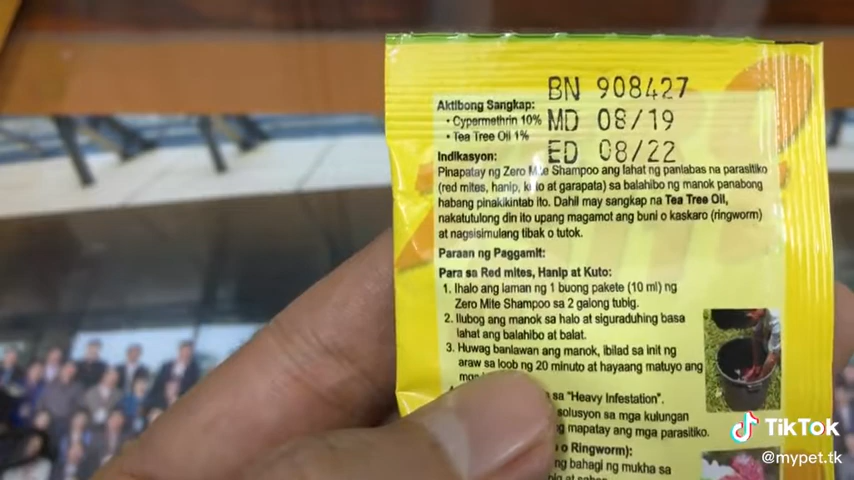 BN 908427
Aktibong Sangkap:
• Cypermethrin 10%
MD 08/19
• Tea Tree Oil 1%
ED 08/22
Indikasyon:
Pinapatay ng Zero Mite Shampoo ang lahat ng panlabas na parasitiko
(red mites, hanip, kuto at garapata) sa balahibo ng manok panabong
habang pinakikintab ito. Dahil may sangkap na Tea Tree Oil,
nakatutulong din ito upang magamot ang buni o kaskaro (ringworm)
at nagsisimulang tibak o tutok.
Paraan ng Paggamit:
Para sa Red mites, Hanip at Kuto:
1. Ihalo ang laman ng 1 buong pakete (10 ml) ng
Zero Mite Shampoo sa 2 galong tubig.
2. Ilubog ang manok sa halo at siguraduhing basa
lahat ang balahibo at balat.
3. Huwag banlawan ang manok, ibilad sa init ng
araw sa loob ng 20 minuto at hayaang matuyo ang
sa "Heavy Infestation".
solusyon sa mga kulungan
mapatay ang mga parasitiko.
o Ringworm):
ng bahagi ng mukha sa
TikTok
@mypet.tk